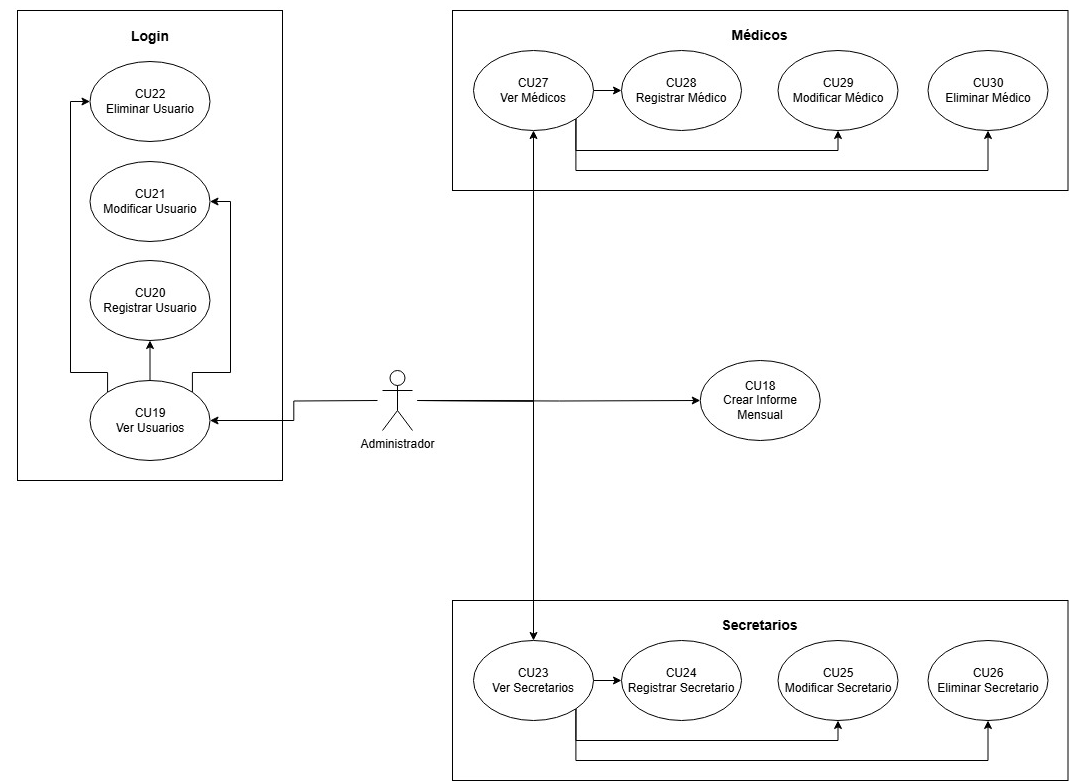 Login
CU22
Eliminar Usuario
CU21
Modificar Usuario
CU20
Registrar Usuario
CU19
Ver Usuarios
Administrador
Médicos
CU27
Ver Médicos
CU28
Registrar Médico
CU29
Modificar Médico
CU30
Eliminar Médico
CU18
Crear Informe
Mensual
Secretarios
CU23
Ver Secretarios
CU24
Registrar Secretario
CU25
Modificar Secretario
CU26
Eliminar Secretario